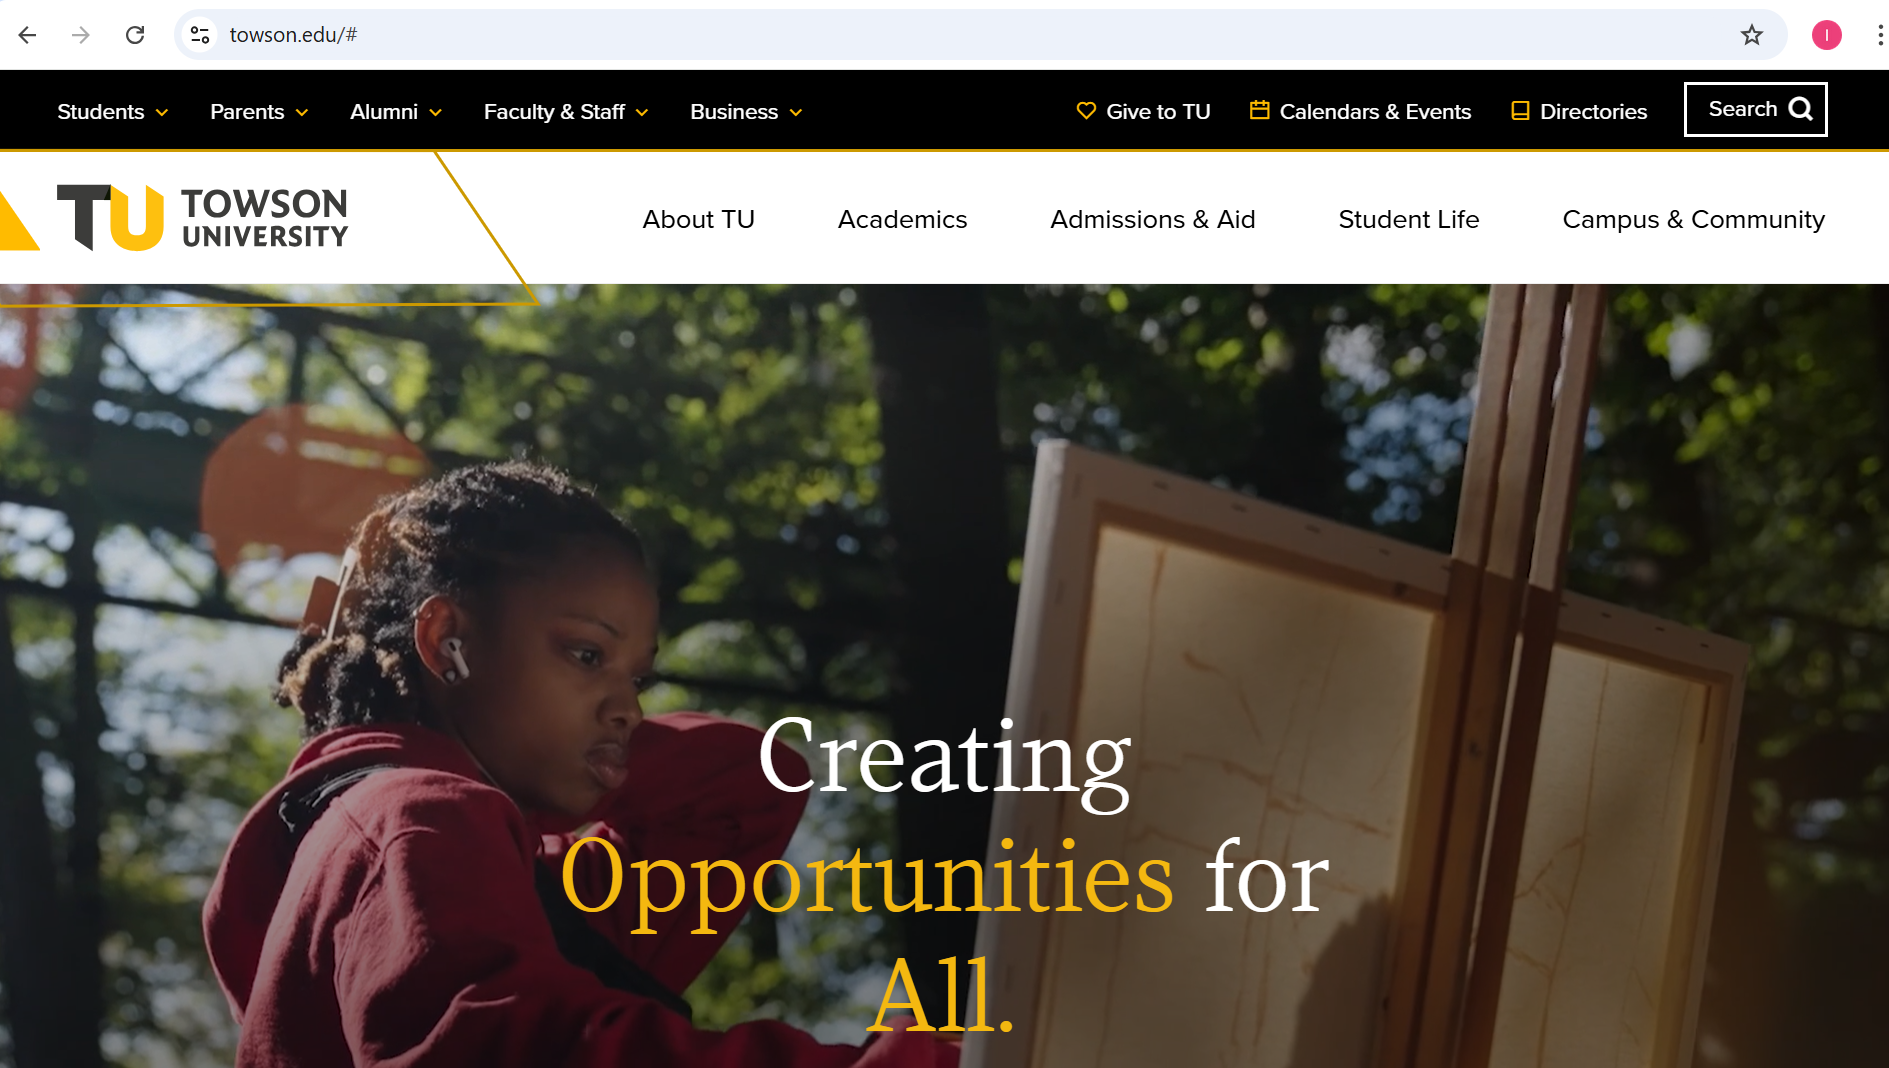 towson.edu/#
I
Students Parents Alumni Faculty & Staff Business Give to TU Calendars & Events Directories Search
TU TOWSON
UNIVERSITY
About TU Academics Admissions & Aid Student Life Campus & Community
Creating
Opportunities for
All.